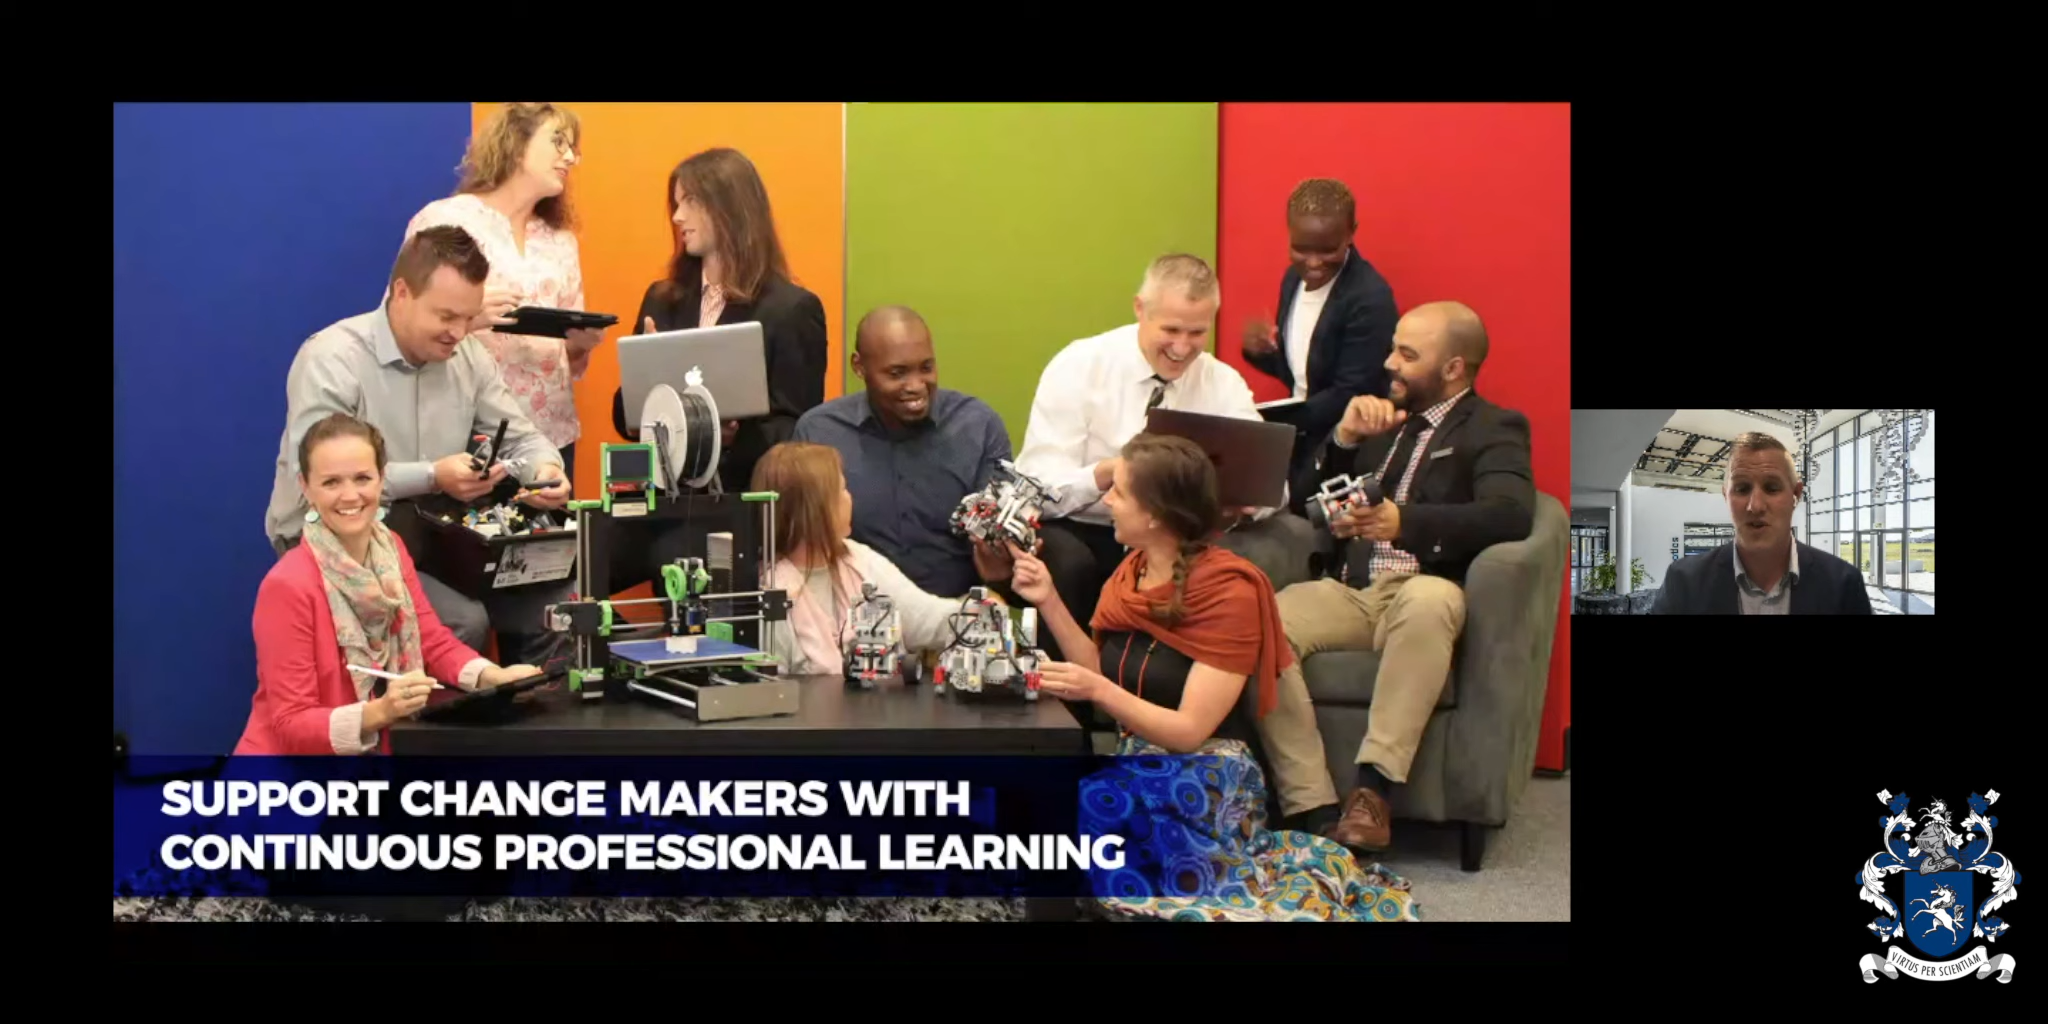 SUPPORT CHANGE MAKERS WITH
CONTINUOUS PROFESSIONAL LEARNING
VIRTUS PER SCIENTIAM